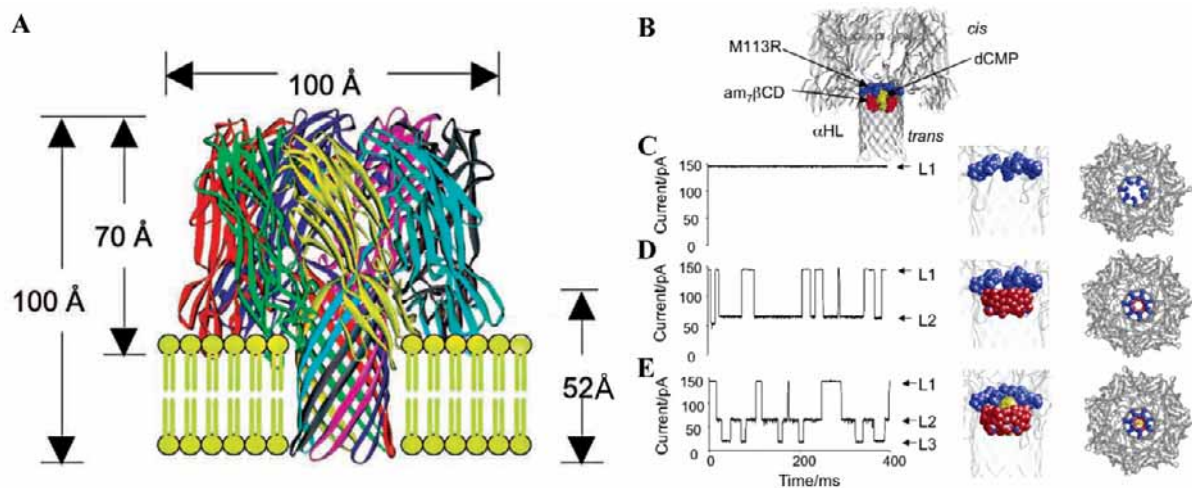 A
100 Å
70 Å
100 Å
52Å
B
M113R
am₇βCD
αHL
cis
dCMP
trans
C
Current/pA
150
100
50
0
L1
D
Current/pA
150
100
50
0
L1
L2
E
Current/pA
150
100
50
0
L1
L2
L3
0
200
400
Time/ms